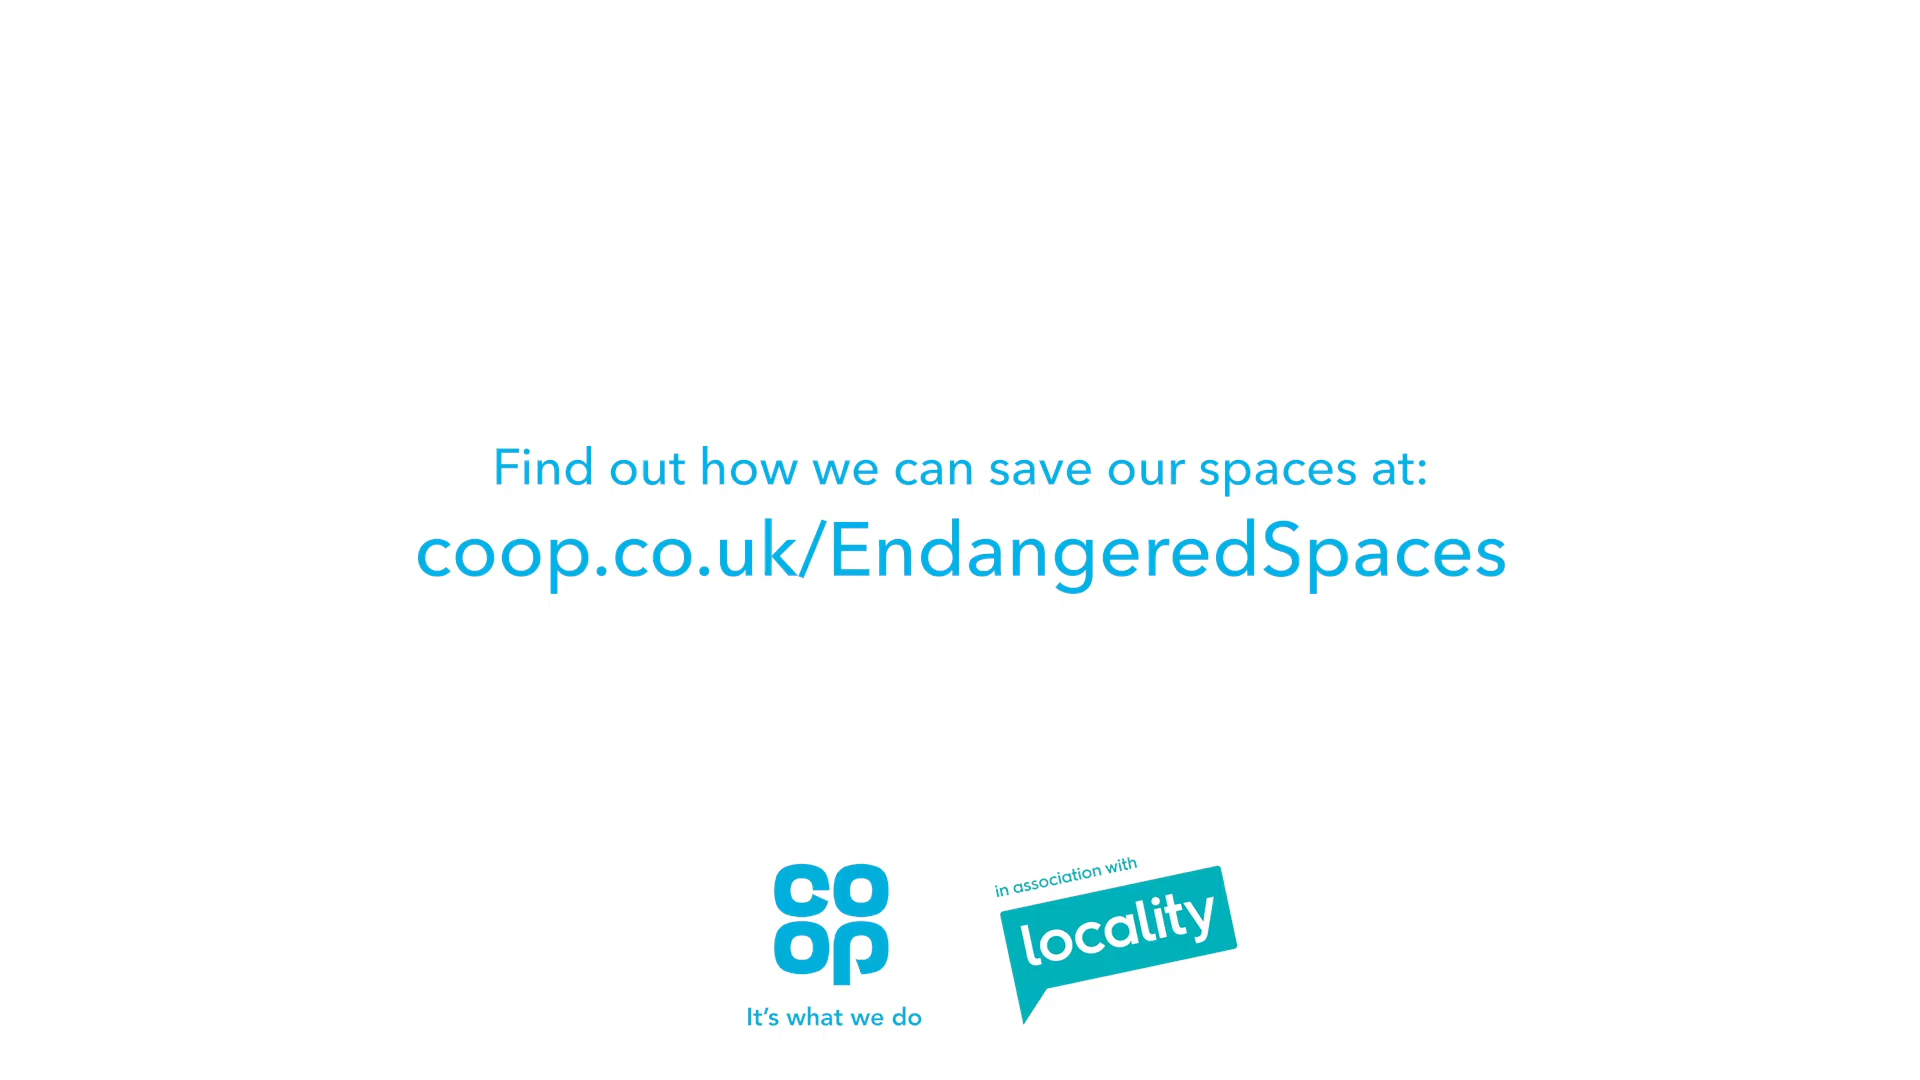 Find out how we can save our spaces at:
coop.co.uk/EndangeredSpaces
co
op
It's what we do
in association with
locality